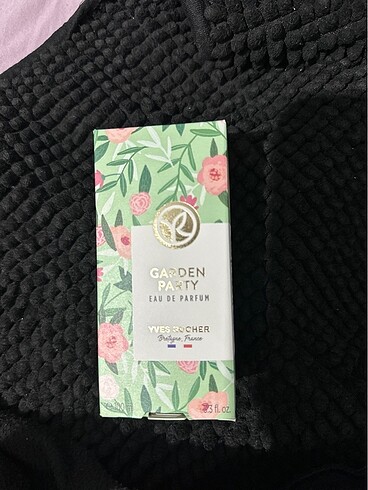 GARDEN
PARTY
EAU DE PARFUM
YVES ROCHER
Bretagne, France
fl.oz.